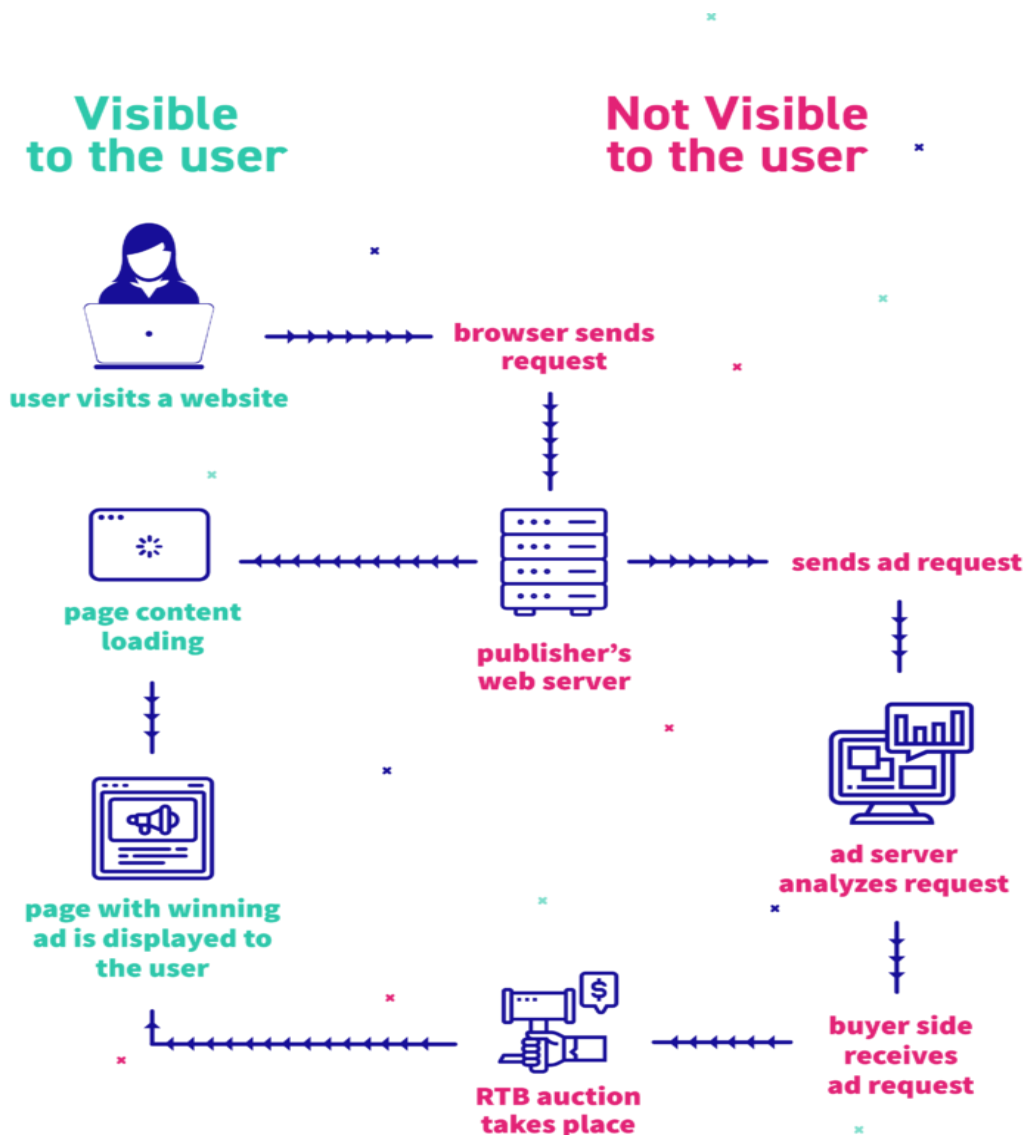 Visible
to the user
Not Visible
to the user
user visits a website
browser sends
request
publisher's
web server
page content
loading
sends ad request
ad server
analyzes request
buyer side
receives
ad request
$
RTB auction
takes place
page with winning
ad is displayed to
the user